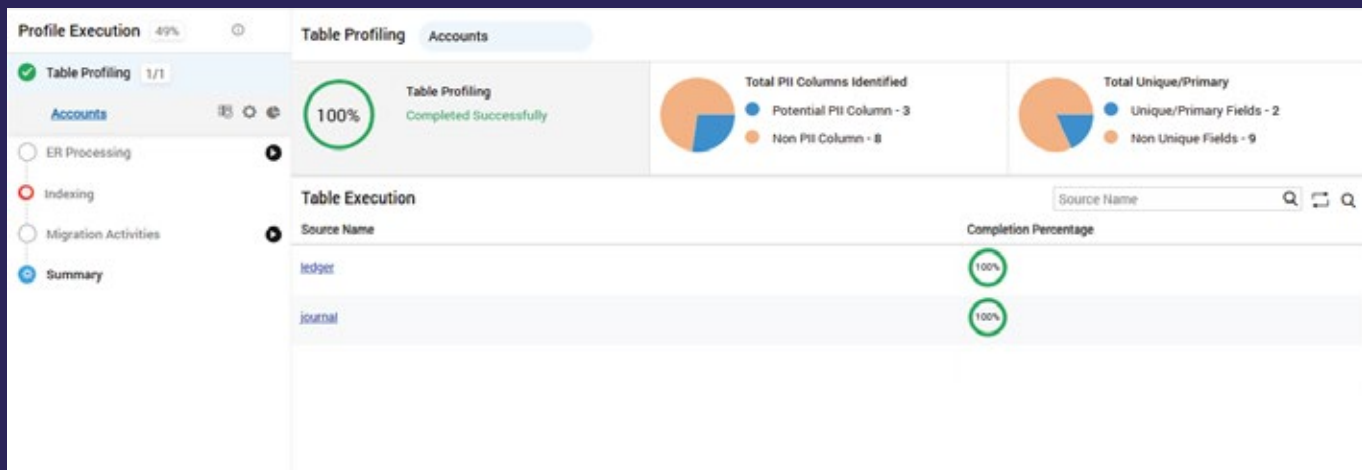 Profile Execution 49%
Table Profiling 1/1
Accounts
ER Processing
Indexing
Migration Activities
Summary
Table Profiling Accounts
100%
Table Profiling
Completed Successfully
Total PII Columns Identified
Potential PII Column - 3
Non PII Column - 8
Total Unique/Primary
Unique/Primary Fields - 2
Non Unique Fields - 9
Table Execution
Source Name
Source Name Completion Percentage
ledger 100%
journal 100%